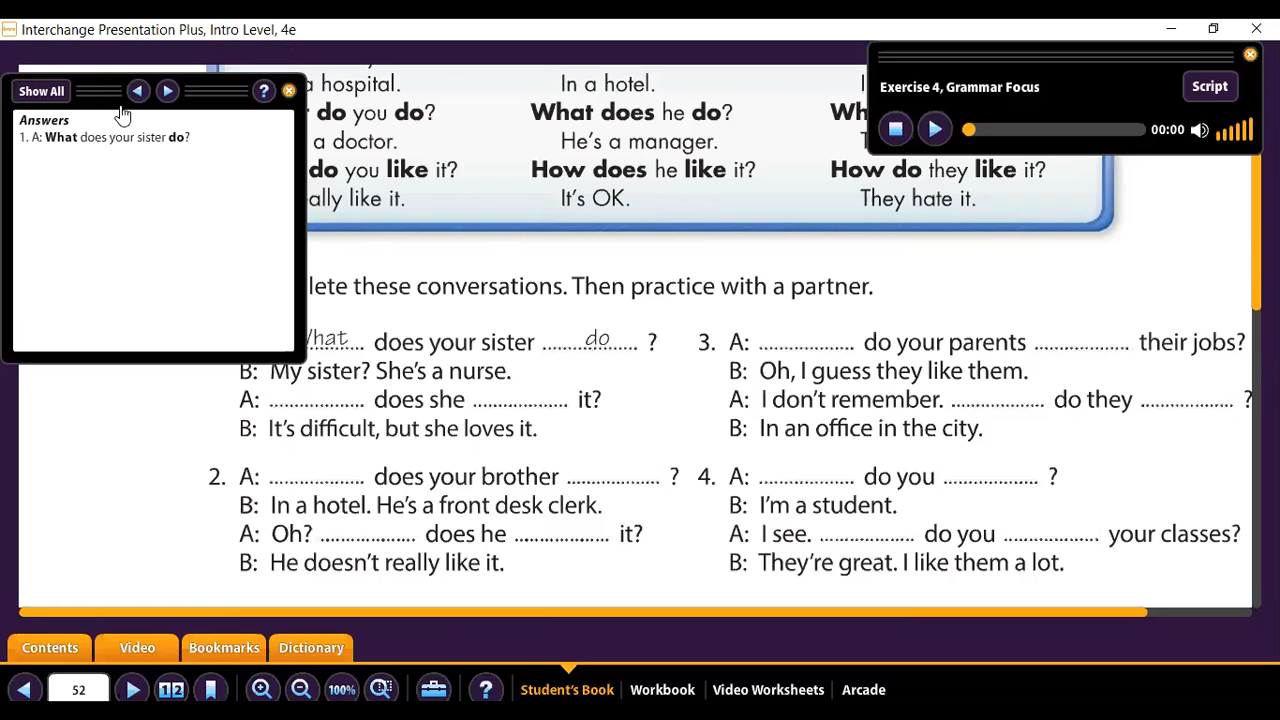 Interchange Presentation Plus, Intro Level, 4e
Show All
?
Answers
1. A: What does your sister do?
Exercise 4, Grammar Focus
Script
00:00
a hospital. In a hotel.
do you do? What does he do?
a doctor. He's a manager.
do you like it? How does he like it? How do they like it?
It's OK. They hate it.
these conversations. Then practice with a partner.
does your sister do ?
B: My sister? She's a nurse.
A: .................... does she .................... it?
B: It's difficult, but she loves it.
2. A: .................... does your brother .................... ?
B: In a hotel. He's a front desk clerk.
A: Oh? .................... does he .................... it?
B: He doesn't really like it.
3. A: .................... do your parents .................... their jobs?
B: Oh, I guess they like them.
A: I don't remember. .................... do they .................... ?
B: In an office in the city.
4. A: .................... do you .................... ?
B: I'm a student.
A: I see. .................... do you .................... your classes?
B: They're great. I like them a lot.
Contents Video Bookmarks Dictionary
52 12 100% ? Student's Book Workbook Video Worksheets Arcade